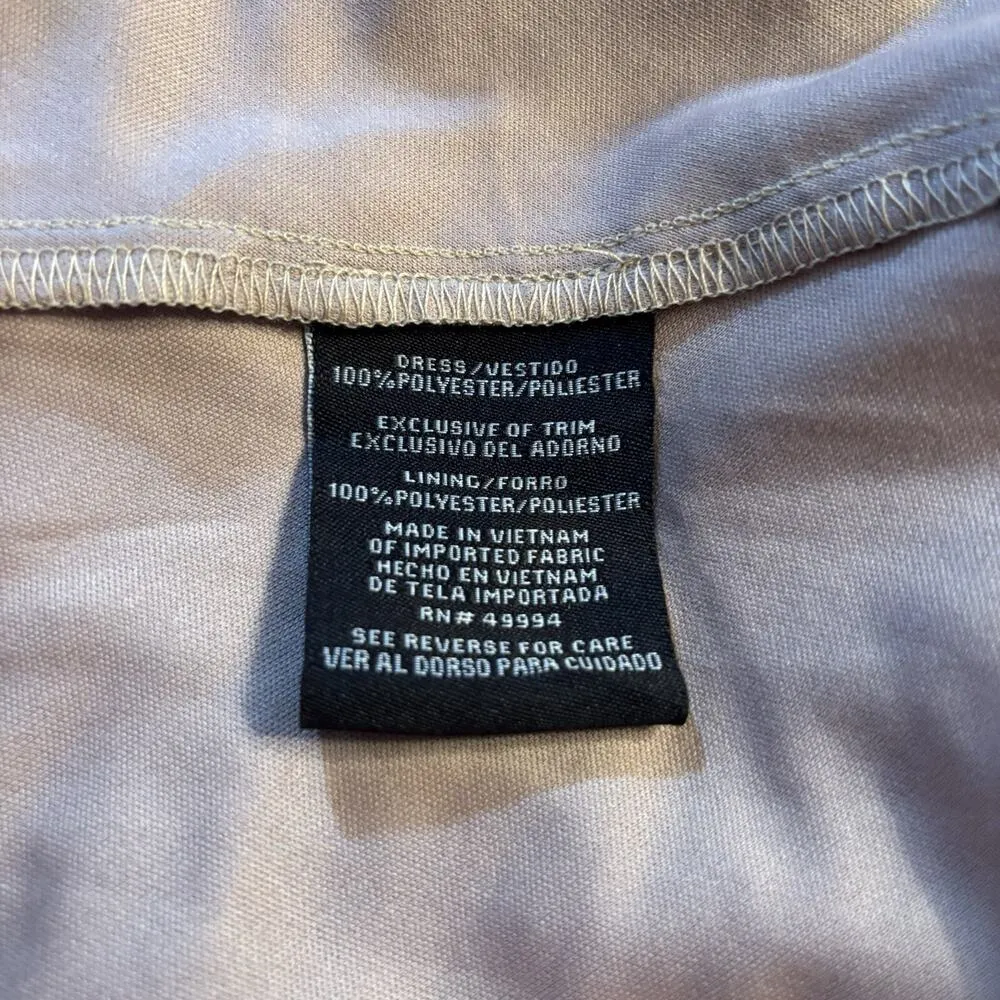 DRESS/VESTIDO
100%POLYESTER/POLIESTER
EXCLUSIVE OF TRIM
EXCLUSIVO DEL ADORNO
LINING/FORRO
100%POLYESTER/POLIESTER
MADE IN VIETNAM
OF IMPORTED FABRIC
HECHO EN VIETNAM
DE TELA IMPORTADA
RN# 49994
SEE REVERSE FOR CARE
VER AL DORSO PARA CUIDADO